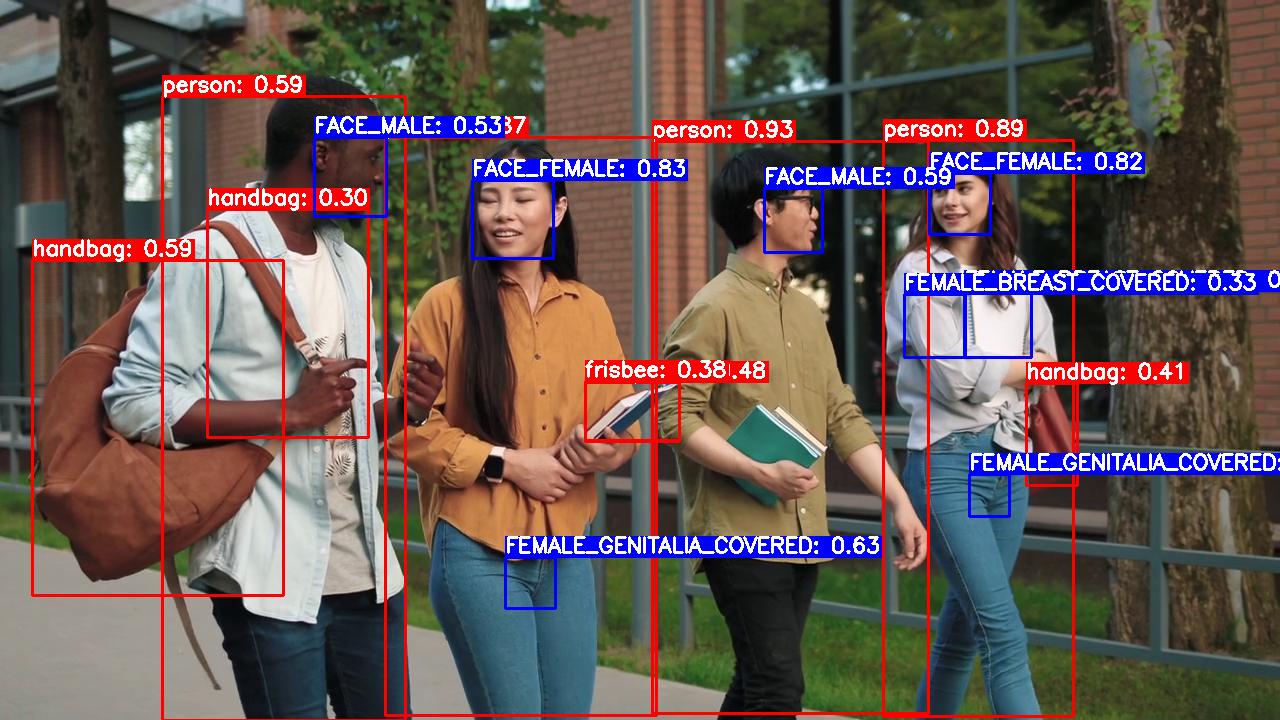 person: 0.59
FACE_MALE: 0.53
37
person: 0.93
person: 0.89
FACE_FEMALE: 0.83
FACE_MALE: 0.59
FACE_FEMALE: 0.82
handbag: 0.30
handbag: 0.59
FEMALE_BREAST_COVERED: 0.33
frisbee: 0.38
.48
handbag: 0.41
FEMALE_GENITALIA_COVERED:
FEMALE_GENITALIA_COVERED: 0.63